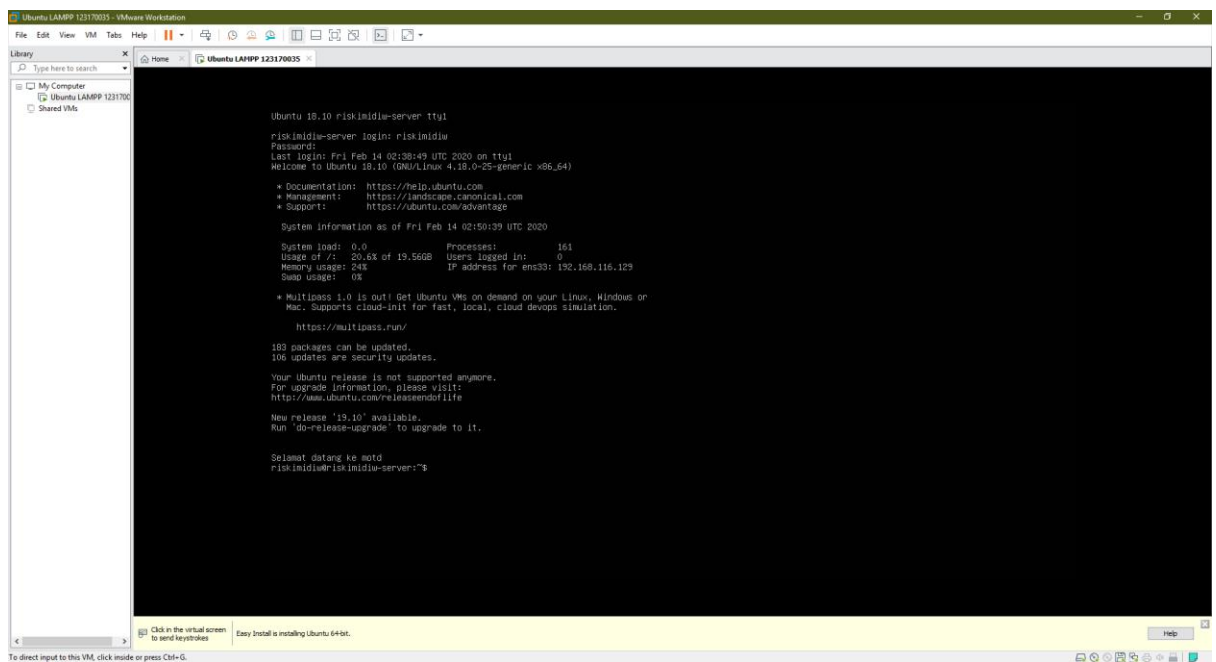 Ubuntu LAMPP 123170035 - VMware Workstation
File Edit View VM Tabs Help
Library
Type here to search
My Computer
Ubuntu LAMPP 1231700
Shared VMs
Home
Ubuntu LAMPP 123170035
Ubuntu 18.10 riskimidiw-server tty1
riskimidiw-server login: riskimidiw
Password:
Last login: Fri Feb 14 02:38:49 UTC 2020 on tty1
Welcome to Ubuntu 18.10 (GNU/Linux 4.18.0-25-generic x86_64)
* Documentation: https://help.ubuntu.com
* Management: https://landscape.canonical.com
* Support: https://ubuntu.com/advantage
System information as of Fri Feb 14 02:50:39 UTC 2020
System load: 0.0 Processes: 161
Usage of /: 20.6% of 19.56GB Users logged in: 0
Memory usage: 24% IP address for ens33: 192.168.116.129
Swap usage: 0%
* Multipass 1.0 is out! Get Ubuntu VMs on demand on your Linux, Windows or
Mac. Supports cloud-init for fast, local, cloud devops simulation.
https://multipass.run/
183 packages can be updated.
106 updates are security updates.
Your Ubuntu release is not supported anymore.
For upgrade information, please visit:
http://www.ubuntu.com/releaseendoflife
New release '19.10' available.
Run 'do-release-upgrade' to upgrade to it.
Selamat datang ke motd
riskimidiw@riskimidiw-server:~$
Click in the virtual screen
to send keystrokes
Easy Install is installing Ubuntu 64-bit.
Help
To direct input to this VM, click inside or press Ctrl+G.